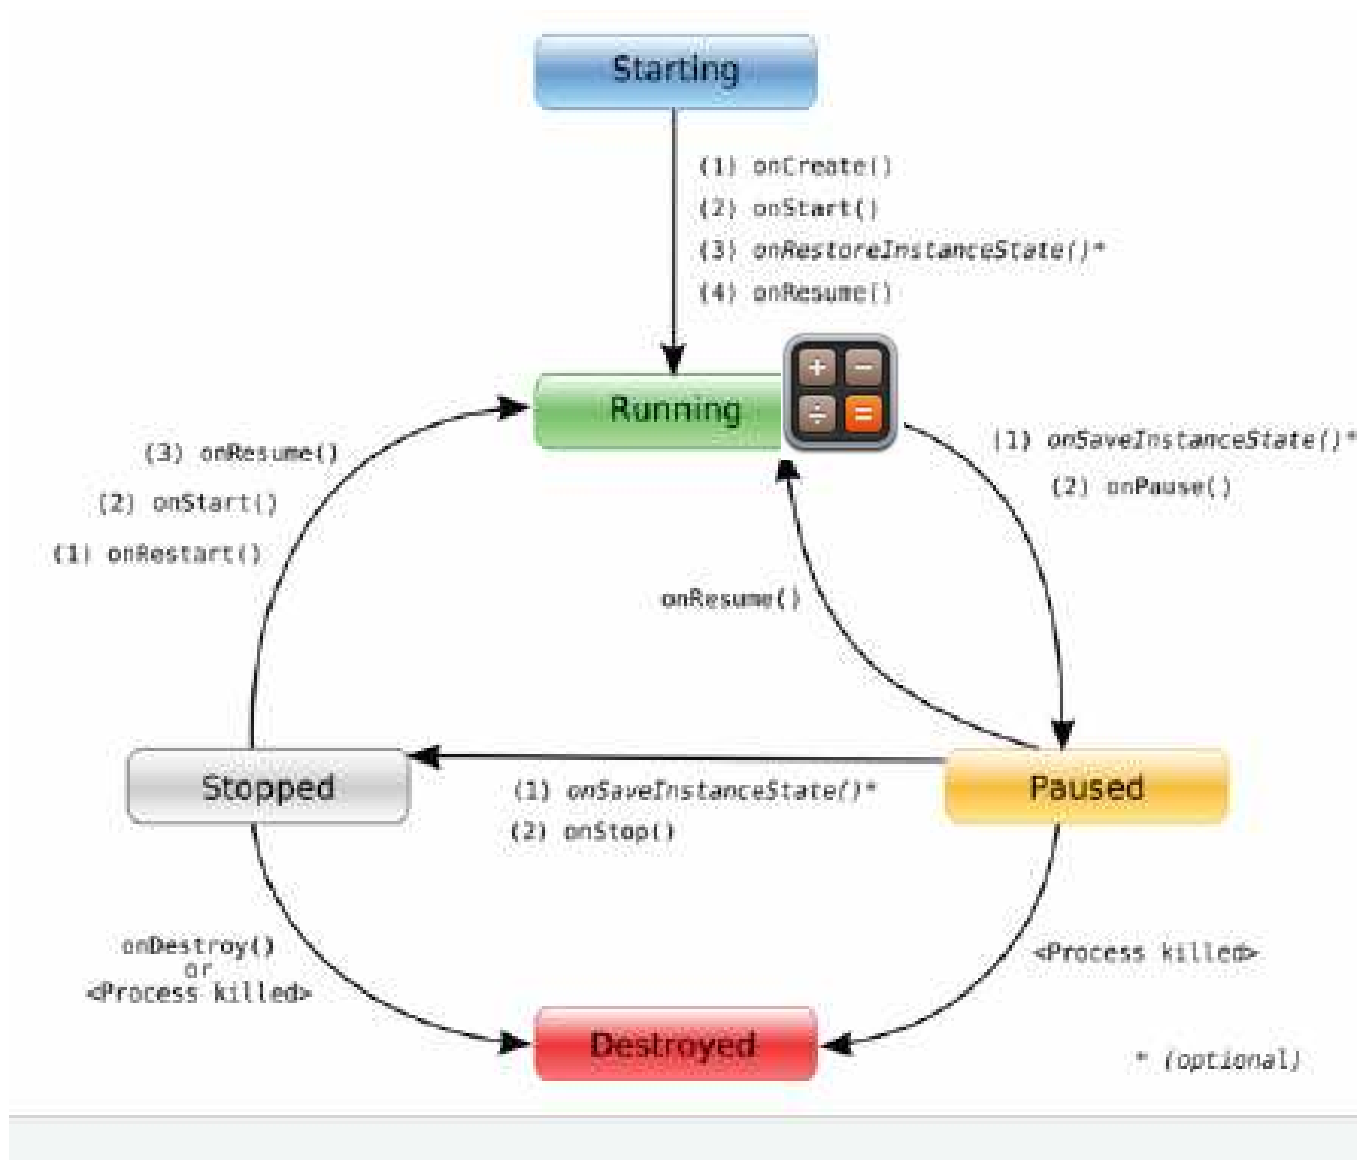 Starting
(1) onCreate()
(2) onStart()
(3) onRestoreInstanceState()*
(4) onResume()
Running
+ −
÷ =
(3) onResume()
(2) onStart()
(1) onRestart()
(1) onSaveInstanceState()*
(2) onPause()
onResume()
Stopped
(1) onSaveInstanceState()*
(2) onStop()
Paused
onDestroy()
or
<Process killed>
<Process killed>
Destroyed
* (optional)